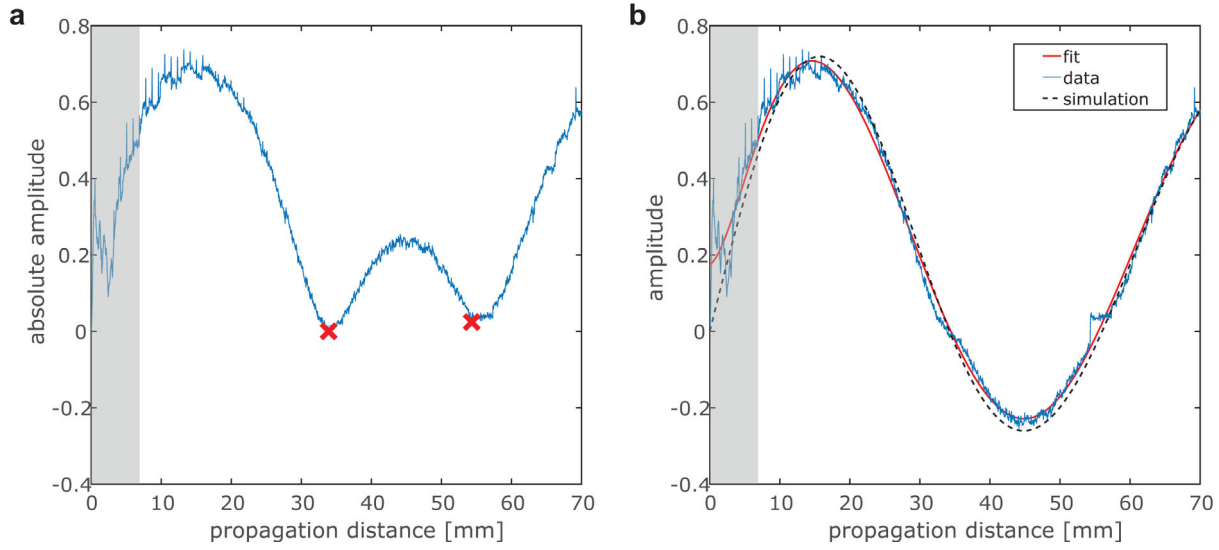 a
0.8
0.6
0.4
0.2
0
-0.2
-0.4
absolute amplitude
0 10 20 30 40 50 60 70
propagation distance [mm]
b
0.8
0.6
0.4
0.2
0
-0.2
-0.4
amplitude
fit
data
simulation
0 10 20 30 40 50 60 70
propagation distance [mm]